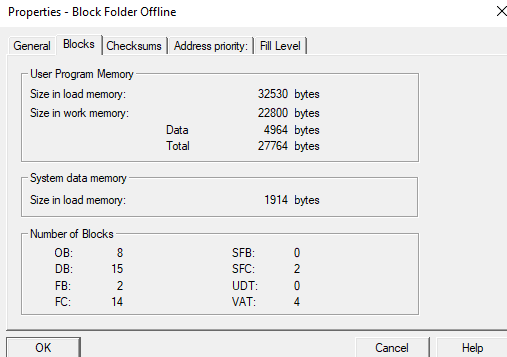 Properties - Block Folder Offline
General Blocks Checksums Address priority: Fill Level
User Program Memory
Size in load memory: 32530 bytes
Size in work memory: 22800 bytes
Data 4964 bytes
Total 27764 bytes
System data memory
Size in load memory: 1914 bytes
Number of Blocks
OB: 8 SFB: 0
DB: 15 SFC: 2
FB: 2 UDT: 0
FC: 14 VAT: 4
OK Cancel Help